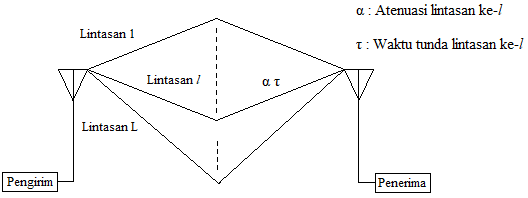 α : Atenuasi lintasan ke-l
Lintasan 1
τ : Waktu tunda lintasan ke-l
Lintasan l
α τ
Lintasan L
Pengirim
Penerima